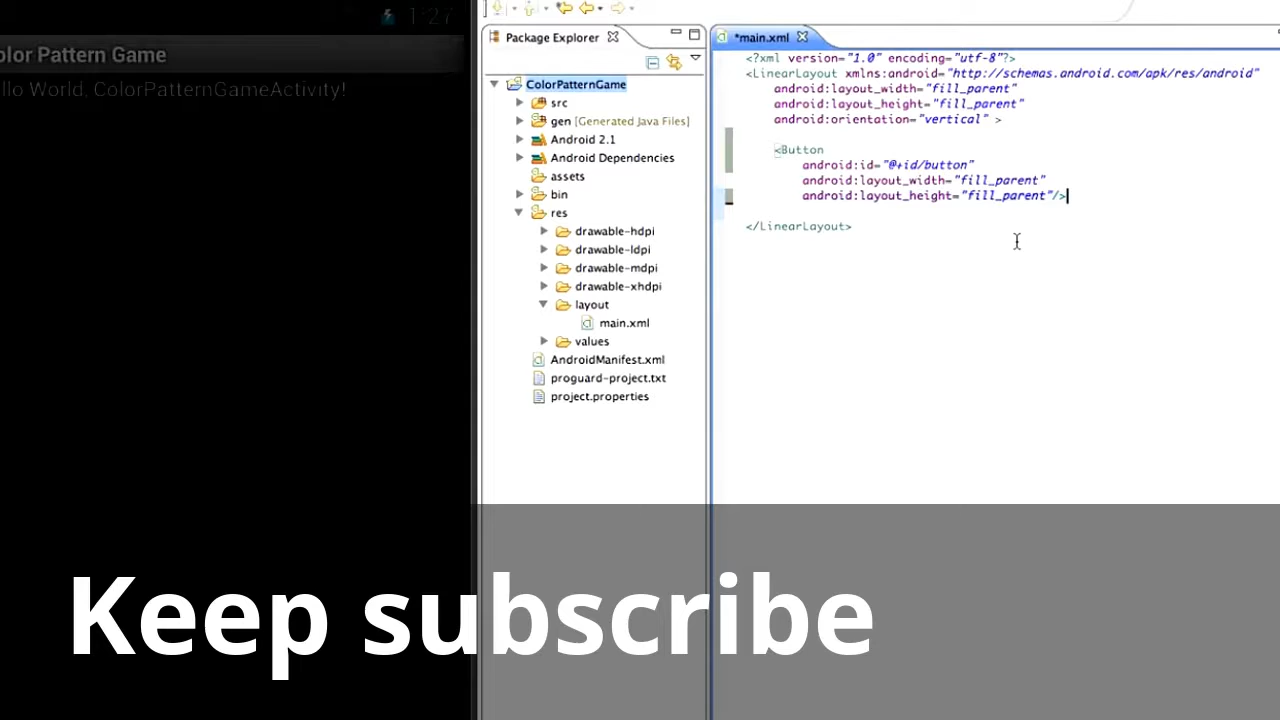 1:27
olor Pattern Game
llo World, ColorPatternGameActivity!
Package Explorer
ColorPatternGame
src
gen [Generated Java Files]
Android 2.1
Android Dependencies
assets
bin
res
drawable-hdpi
drawable-ldpi
drawable-mdpi
drawable-xhdpi
layout
main.xml
values
AndroidManifest.xml
proguard-project.txt
project.properties
*main.xml
<?xml version="1.0" encoding="utf-8"?>
<LinearLayout xmlns:android="http://schemas.android.com/apk/res/android"
android:layout_width="fill_parent"
android:layout_height="fill_parent"
android:orientation="vertical" >
<Button
android:id="@+id/button"
android:layout_width="fill_parent"
android:layout_height="fill_parent"/>
</LinearLayout>
Keep subscribe